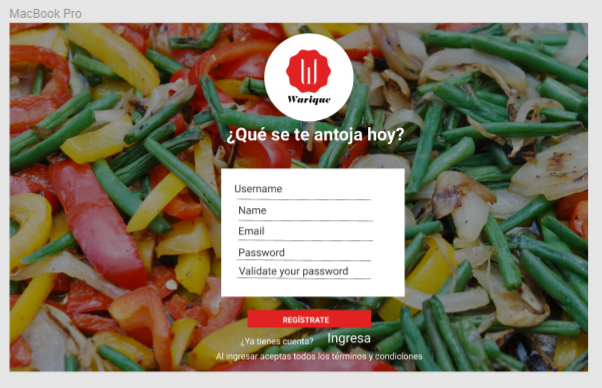 MacBook Pro
Warique
¿Qué se te antoja hoy?
Username
Name
Email
Password
Validate your password
REGÍSTRATE
¿Ya tienes cuenta? Ingresa
Al ingresar aceptas todos los términos y condiciones